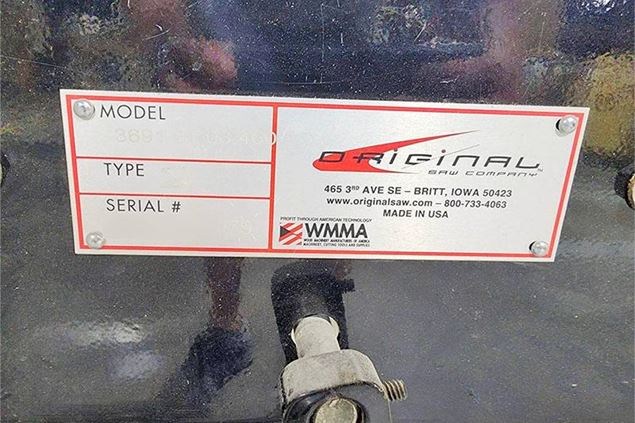 MODEL
TYPE
SERIAL #
ORIGINAL
SAW COMPANY
465 3RD AVE SE – BRITT, IOWA 50423
www.originalsaw.com – 800-733-4063
MADE IN USA
PROFIT THROUGH AMERICAN TECHNOLOGY
WMMA
WOOD MACHINERY MANUFACTURERS OF AMERICA
MACHINERY, CUTTING TOOLS AND SUPPLIES